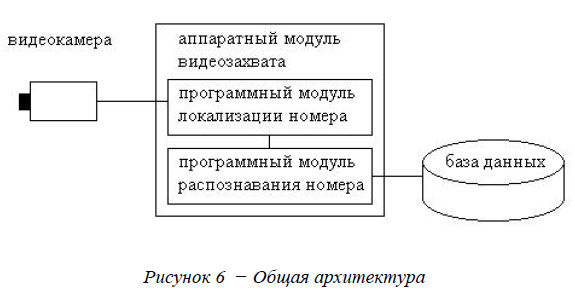 видеокамера
аппаратный модуль
видеозахвата
программный модуль
локализации номера
программный модуль
распознавания номера
база данных
Рисунок 6 − Общая архитектура